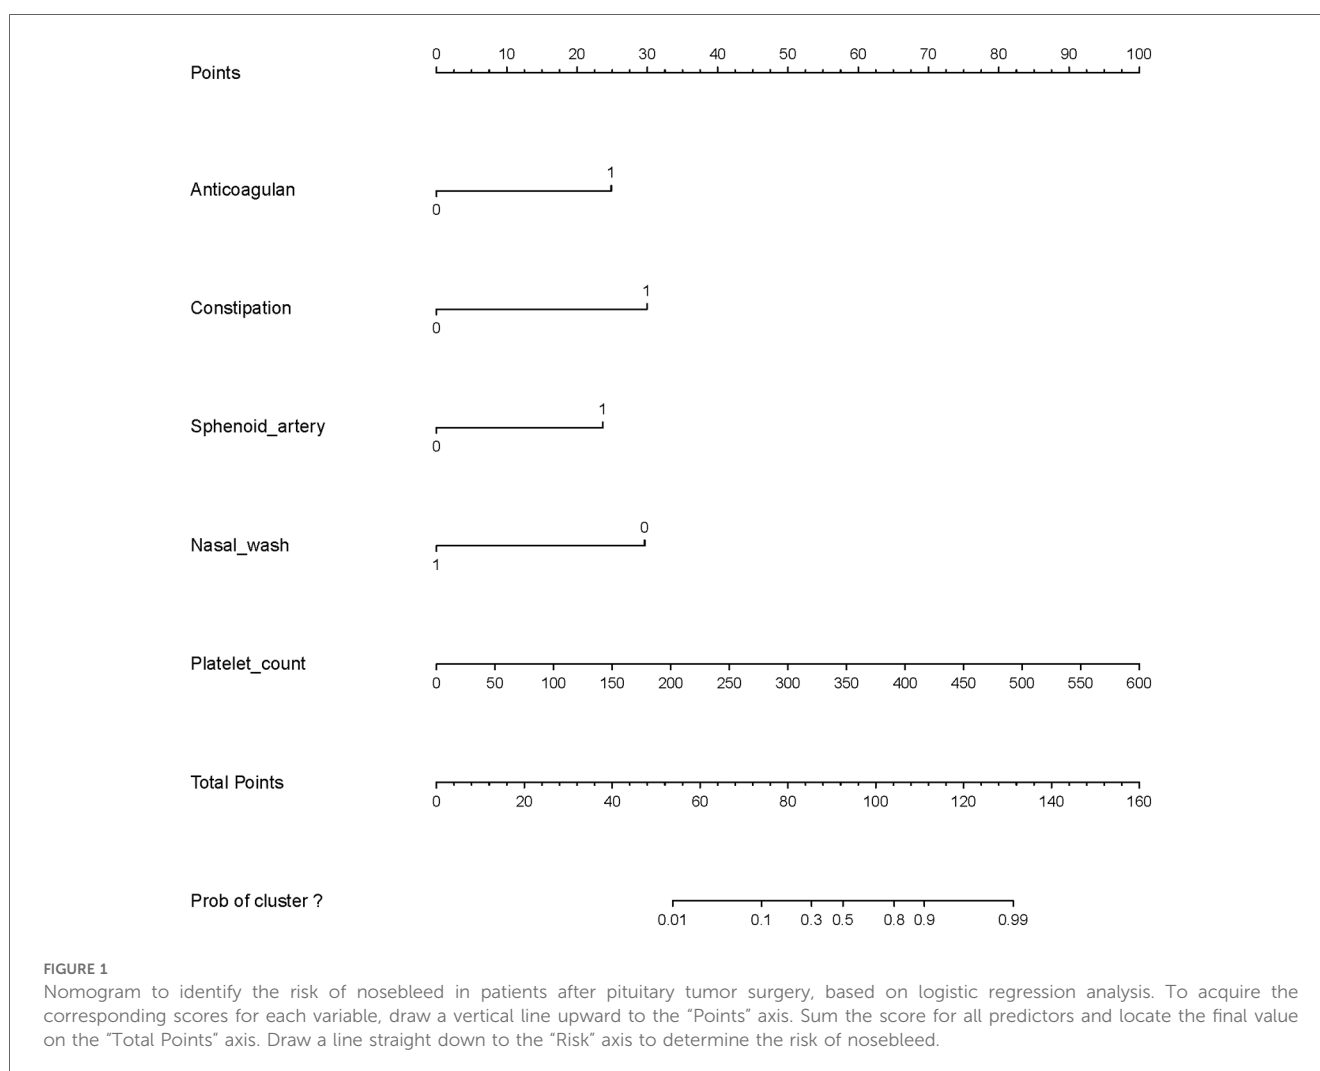 0 10 20 30 40 50 60 70 80 90 100
Points
1
Anticoagulan
0
1
Constipation
0
1
Sphenoid_artery
0
0
Nasal_wash
1
Platelet_count
0 50 100 150 200 250 300 350 400 450 500 550 600
Total Points
0 20 40 60 80 100 120 140 160
Prob of cluster ?
0.01 0.1 0.3 0.5 0.8 0.9 0.99
FIGURE 1
Nomogram to identify the risk of nosebleed in patients after pituitary tumor surgery, based on logistic regression analysis. To acquire the
corresponding scores for each variable, draw a vertical line upward to the “Points” axis. Sum the score for all predictors and locate the final value
on the “Total Points” axis. Draw a line straight down to the “Risk” axis to determine the risk of nosebleed.